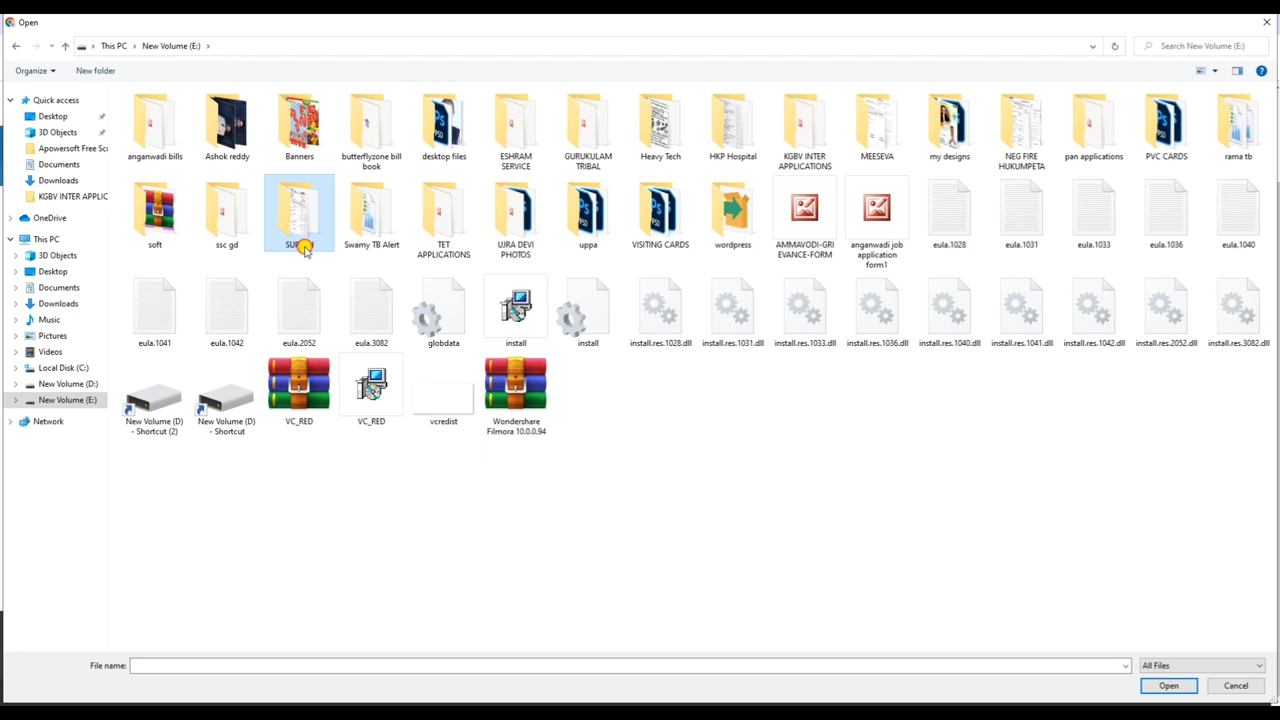 Open
This PC > New Volume (E:) >
Search New Volume (E:)
Organize
New folder
Quick access
Desktop
3D Objects
Apowersoft Free Scr
Documents
Downloads
KGBV INTER APPLIC
OneDrive
This PC
3D Objects
Desktop
Documents
Downloads
Music
Pictures
Videos
Local Disk (C:)
New Volume (D:)
New Volume (E:)
Network
anganwadi bills
Ashok reddy
Banners
butterflyzone bill
book
desktop files
ESHRAM
SERVICE
GURUKULAM
TRIBAL
Heavy Tech
HKP Hospital
KGBV INTER
APPLICATIONS
MEESEVA
my designs
NEG FIRE
HUKUMPETA
pan applications
PVC CARDS
rama tb
soft
ssc gd
Swamy TB Alert
TET
APPLICATIONS
UJRA DEVI
PHOTOS
uppa
VISITING CARDS
wordpress
AMMAVODI-GRI
EVANCE-FORM
anganwadi job
application
form1
eula.1028
eula.1031
eula.1033
eula.1036
eula.1040
eula.1041
eula.1042
eula.2052
eula.3082
globdata
install
install
install.res.1028.dll
install.res.1031.dll
install.res.1033.dll
install.res.1036.dll
install.res.1040.dll
install.res.1041.dll
install.res.1042.dll
install.res.2052.dll
install.res.3082.dll
New Volume (D)
- Shortcut (2)
New Volume (D)
- Shortcut
VC_RED
VC_RED
vcredist
Wondershare
Filmora 10.0.0.94
File name:
All Files
Open
Cancel